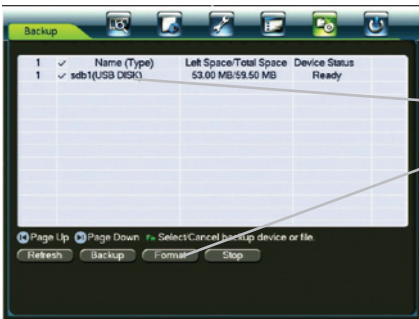 Backup
1 ✓ Name (Type) Left Space/Total Space Device Status
1 ✓ sdb1(USB DISK) 53.00 MB/59.50 MB Ready
Page Up Page Down Fn Select/Cancel backup device or file.
Refresh Backup Format Stop